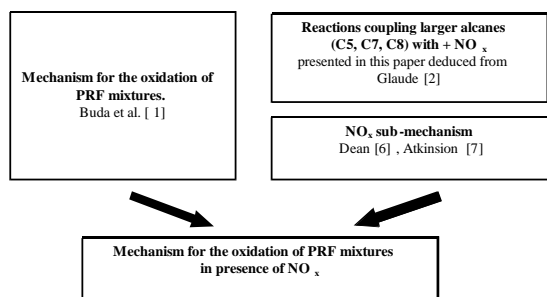 Mechanism for the oxidation of
PRF mixtures.
Buda et al. [ 1]
Reactions coupling larger alcanes
(C5, C7, C8) with + NO x
presented in this paper deduced from
Glaude [2]
NOx sub-mechanism
Dean [6] , Atkinsion [7]
Mechanism for the oxidation of PRF mixtures
in presence of NO x